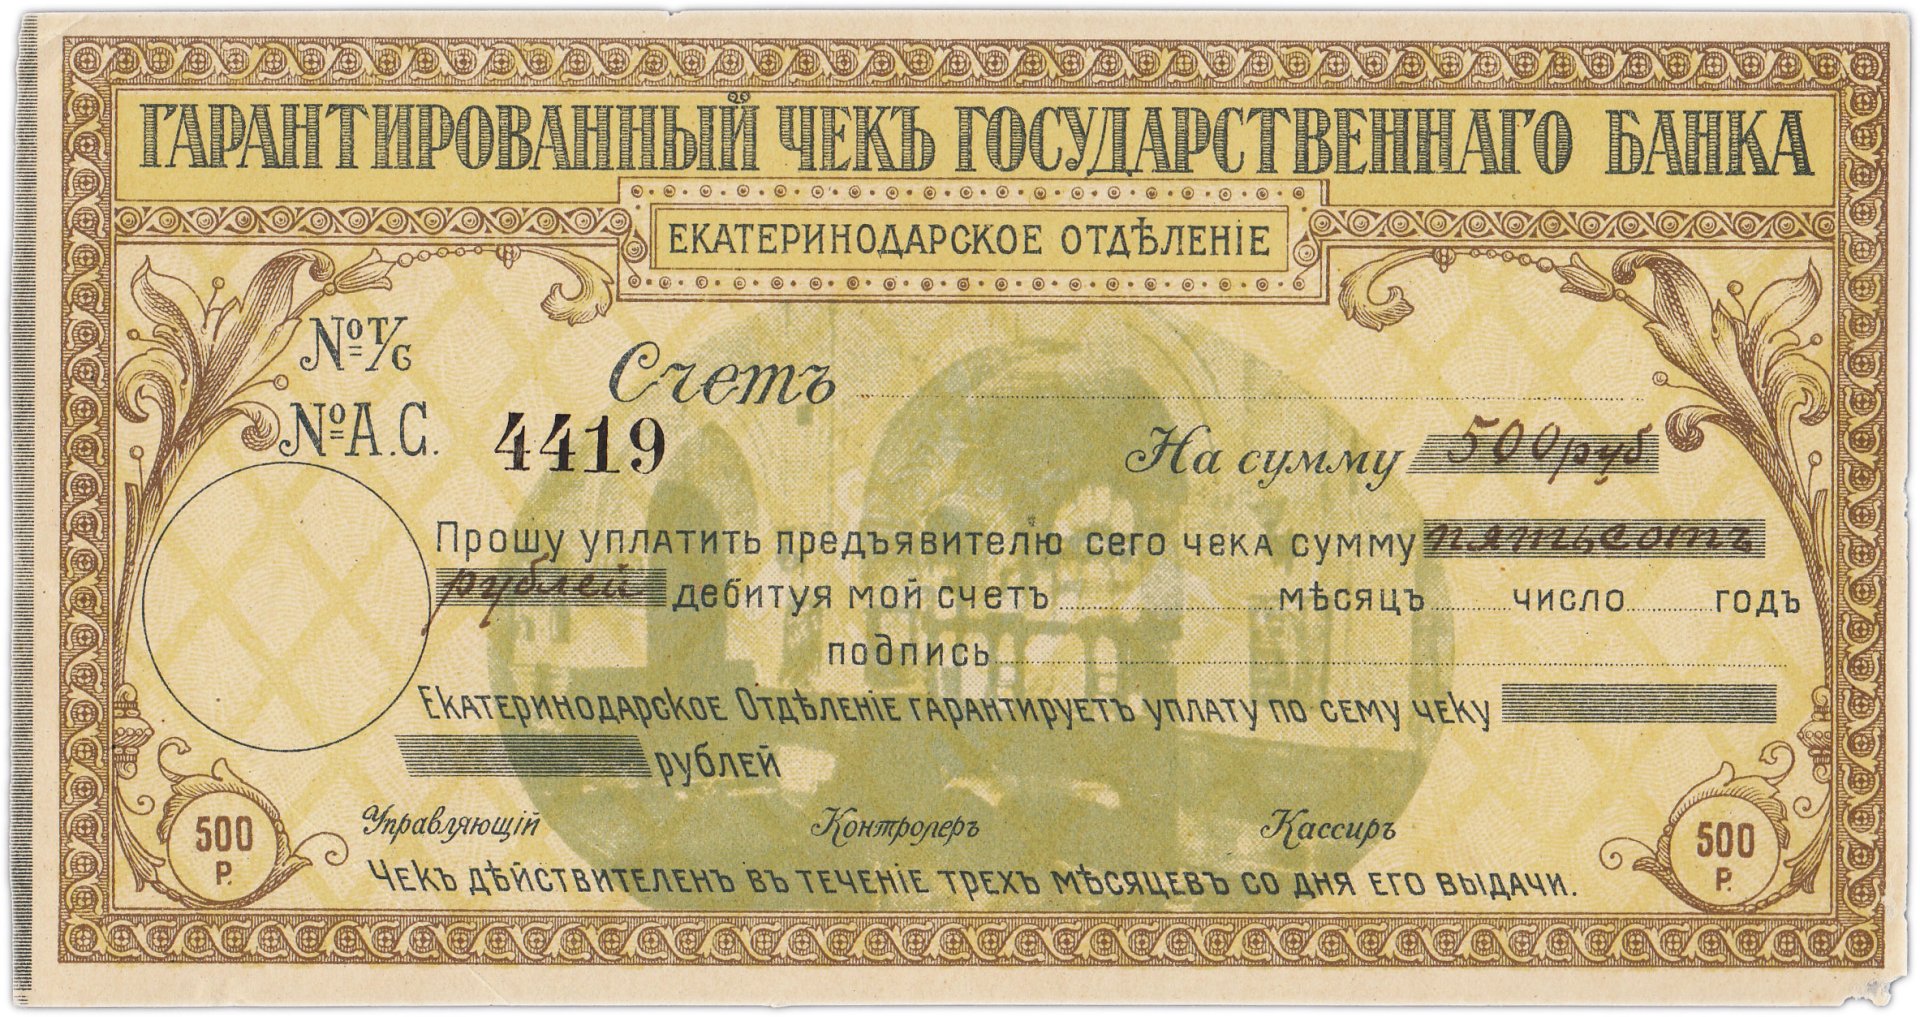 ГАРАНТИРОВАННЫЙ ЧЕКЪ ГОСУДАРСТВЕННАГО БАНКА
ЕКАТЕРИНОДАРСКОЕ ОТДѢЛЕНІЕ
№ Т/С
Счетъ
№ А.С. 4419
На сумму 500 руб
Прошу уплатить предъявителю сего чека сумму пятьсотъ
рублей дебитуя мой счетъ мѣсяцъ число годъ
подпись
Екатеринодарское Отдѣленіе гарантируетъ уплату по сему чеку
рублей
Управляющій Контролеръ Кассиръ
500 Р.
500 Р.
Чекъ дѣйствителенъ въ теченіе трехъ мѣсяцевъ со дня его выдачи.